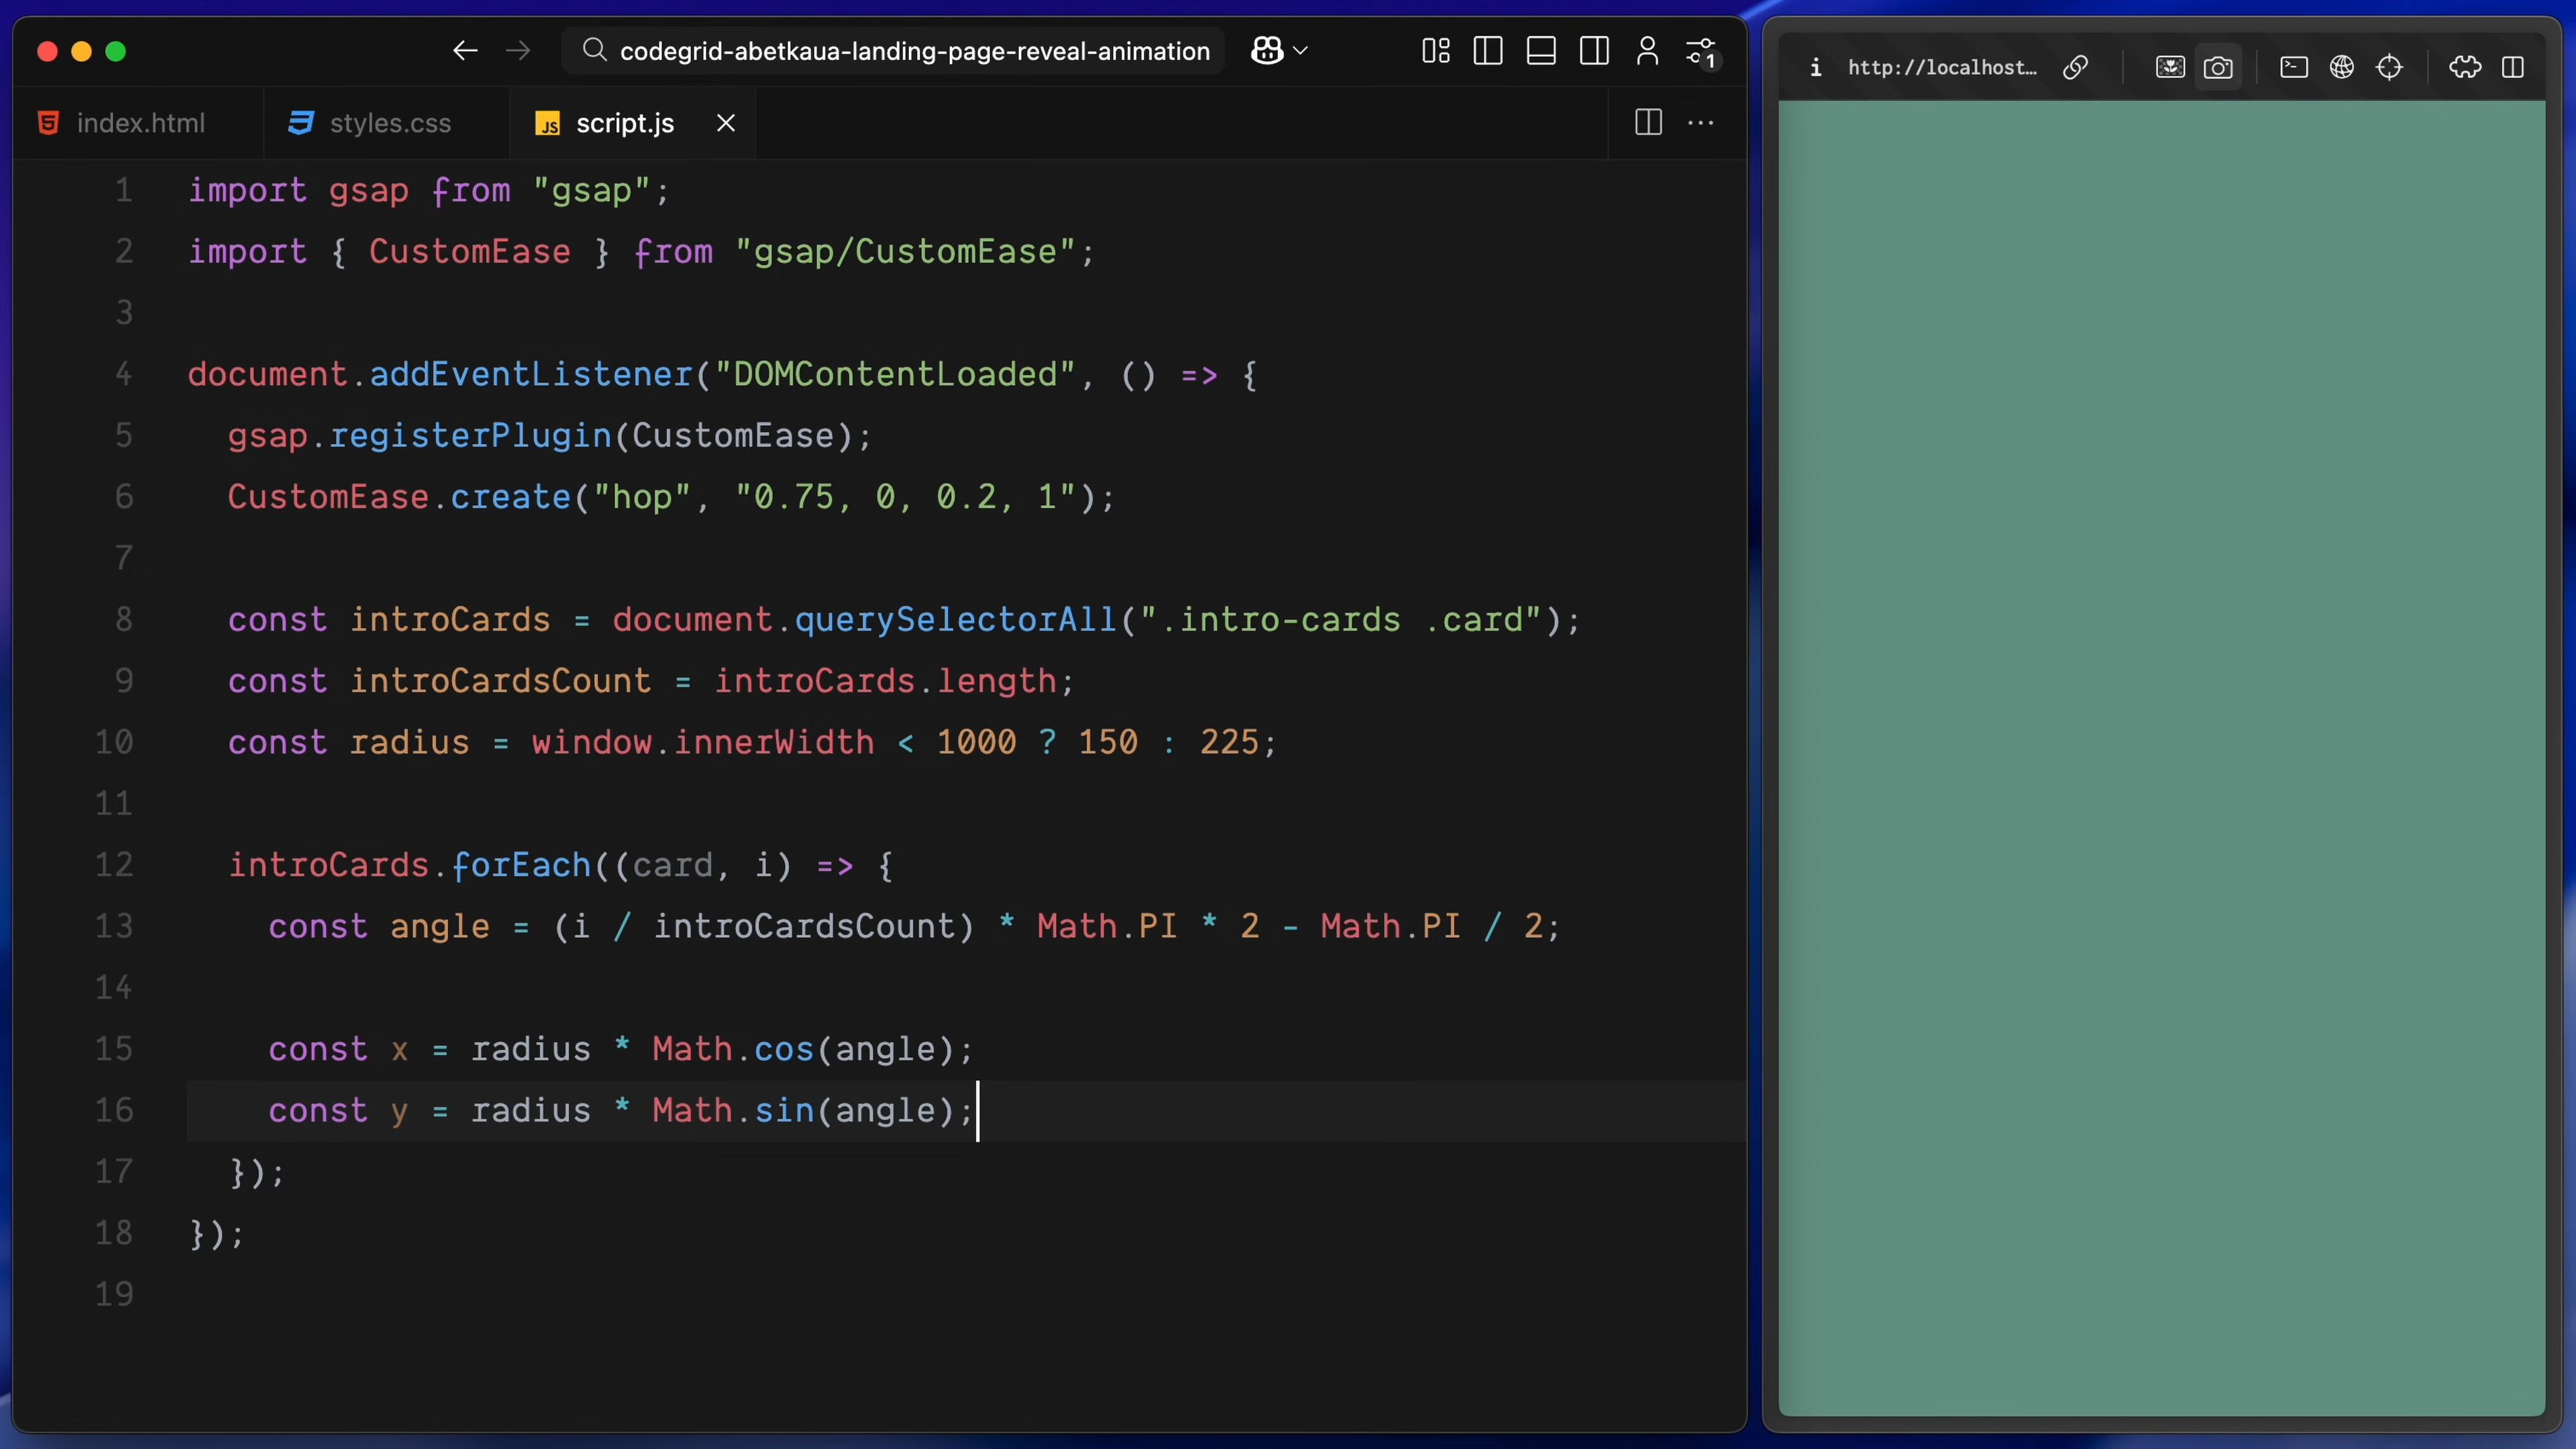 codegrid-abetkaua-landing-page-reveal-animation
1
index.html
styles.css
JS script.js
1 import gsap from "gsap";
2 import { CustomEase } from "gsap/CustomEase";
3
4 document.addEventListener("DOMContentLoaded", () => {
5 gsap.registerPlugin(CustomEase);
6 CustomEase.create("hop", "0.75, 0, 0.2, 1");
7
8 const introCards = document.querySelectorAll(".intro-cards .card");
9 const introCardsCount = introCards.length;
10 const radius = window.innerWidth < 1000 ? 150 : 225;
11
12 introCards.forEach((card, i) => {
13 const angle = (i / introCardsCount) * Math.PI * 2 - Math.PI / 2;
14
15 const x = radius * Math.cos(angle);
16 const y = radius * Math.sin(angle);
17 });
18 });
19
http://localhost…